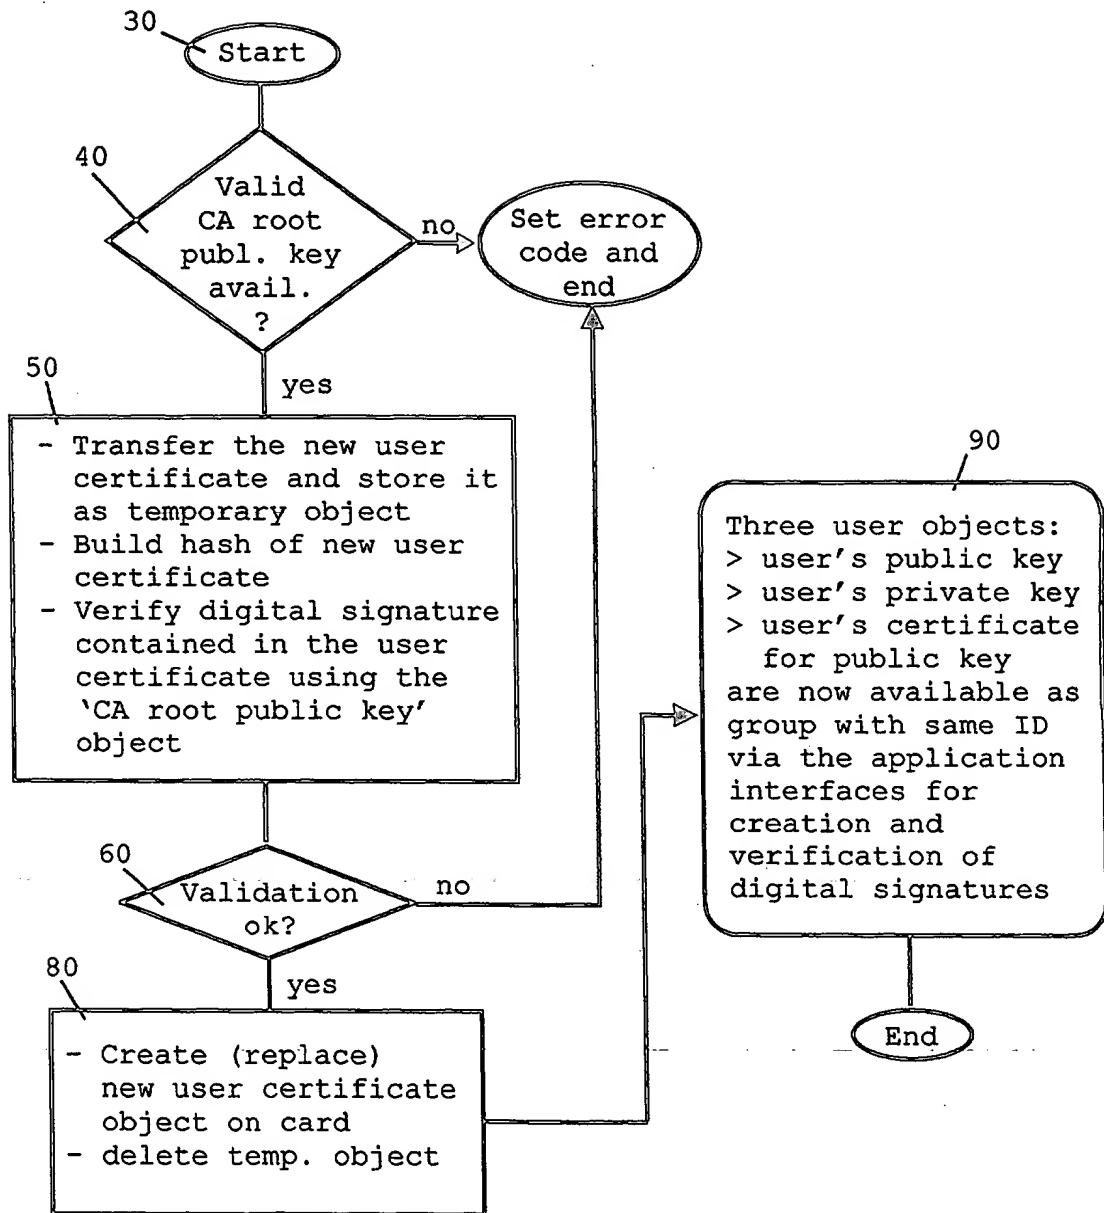 30
Start
40
Valid
CA root
publ. key
avail.
?
no
Set error
code and
end
yes
50
- Transfer the new user
certificate and store it
as temporary object
- Build hash of new user
certificate
- Verify digital signature
contained in the user
certificate using the
‛CA root public key’
object
60
Validation
ok?
no
yes
80
- Create (replace)
new user certificate
object on card
- delete temp. object
90
Three user objects:
> user's public key
> user's private key
> user's certificate
for public key
are now available as
group with same ID
via the application
interfaces for
creation and
verification of
digital signatures
End